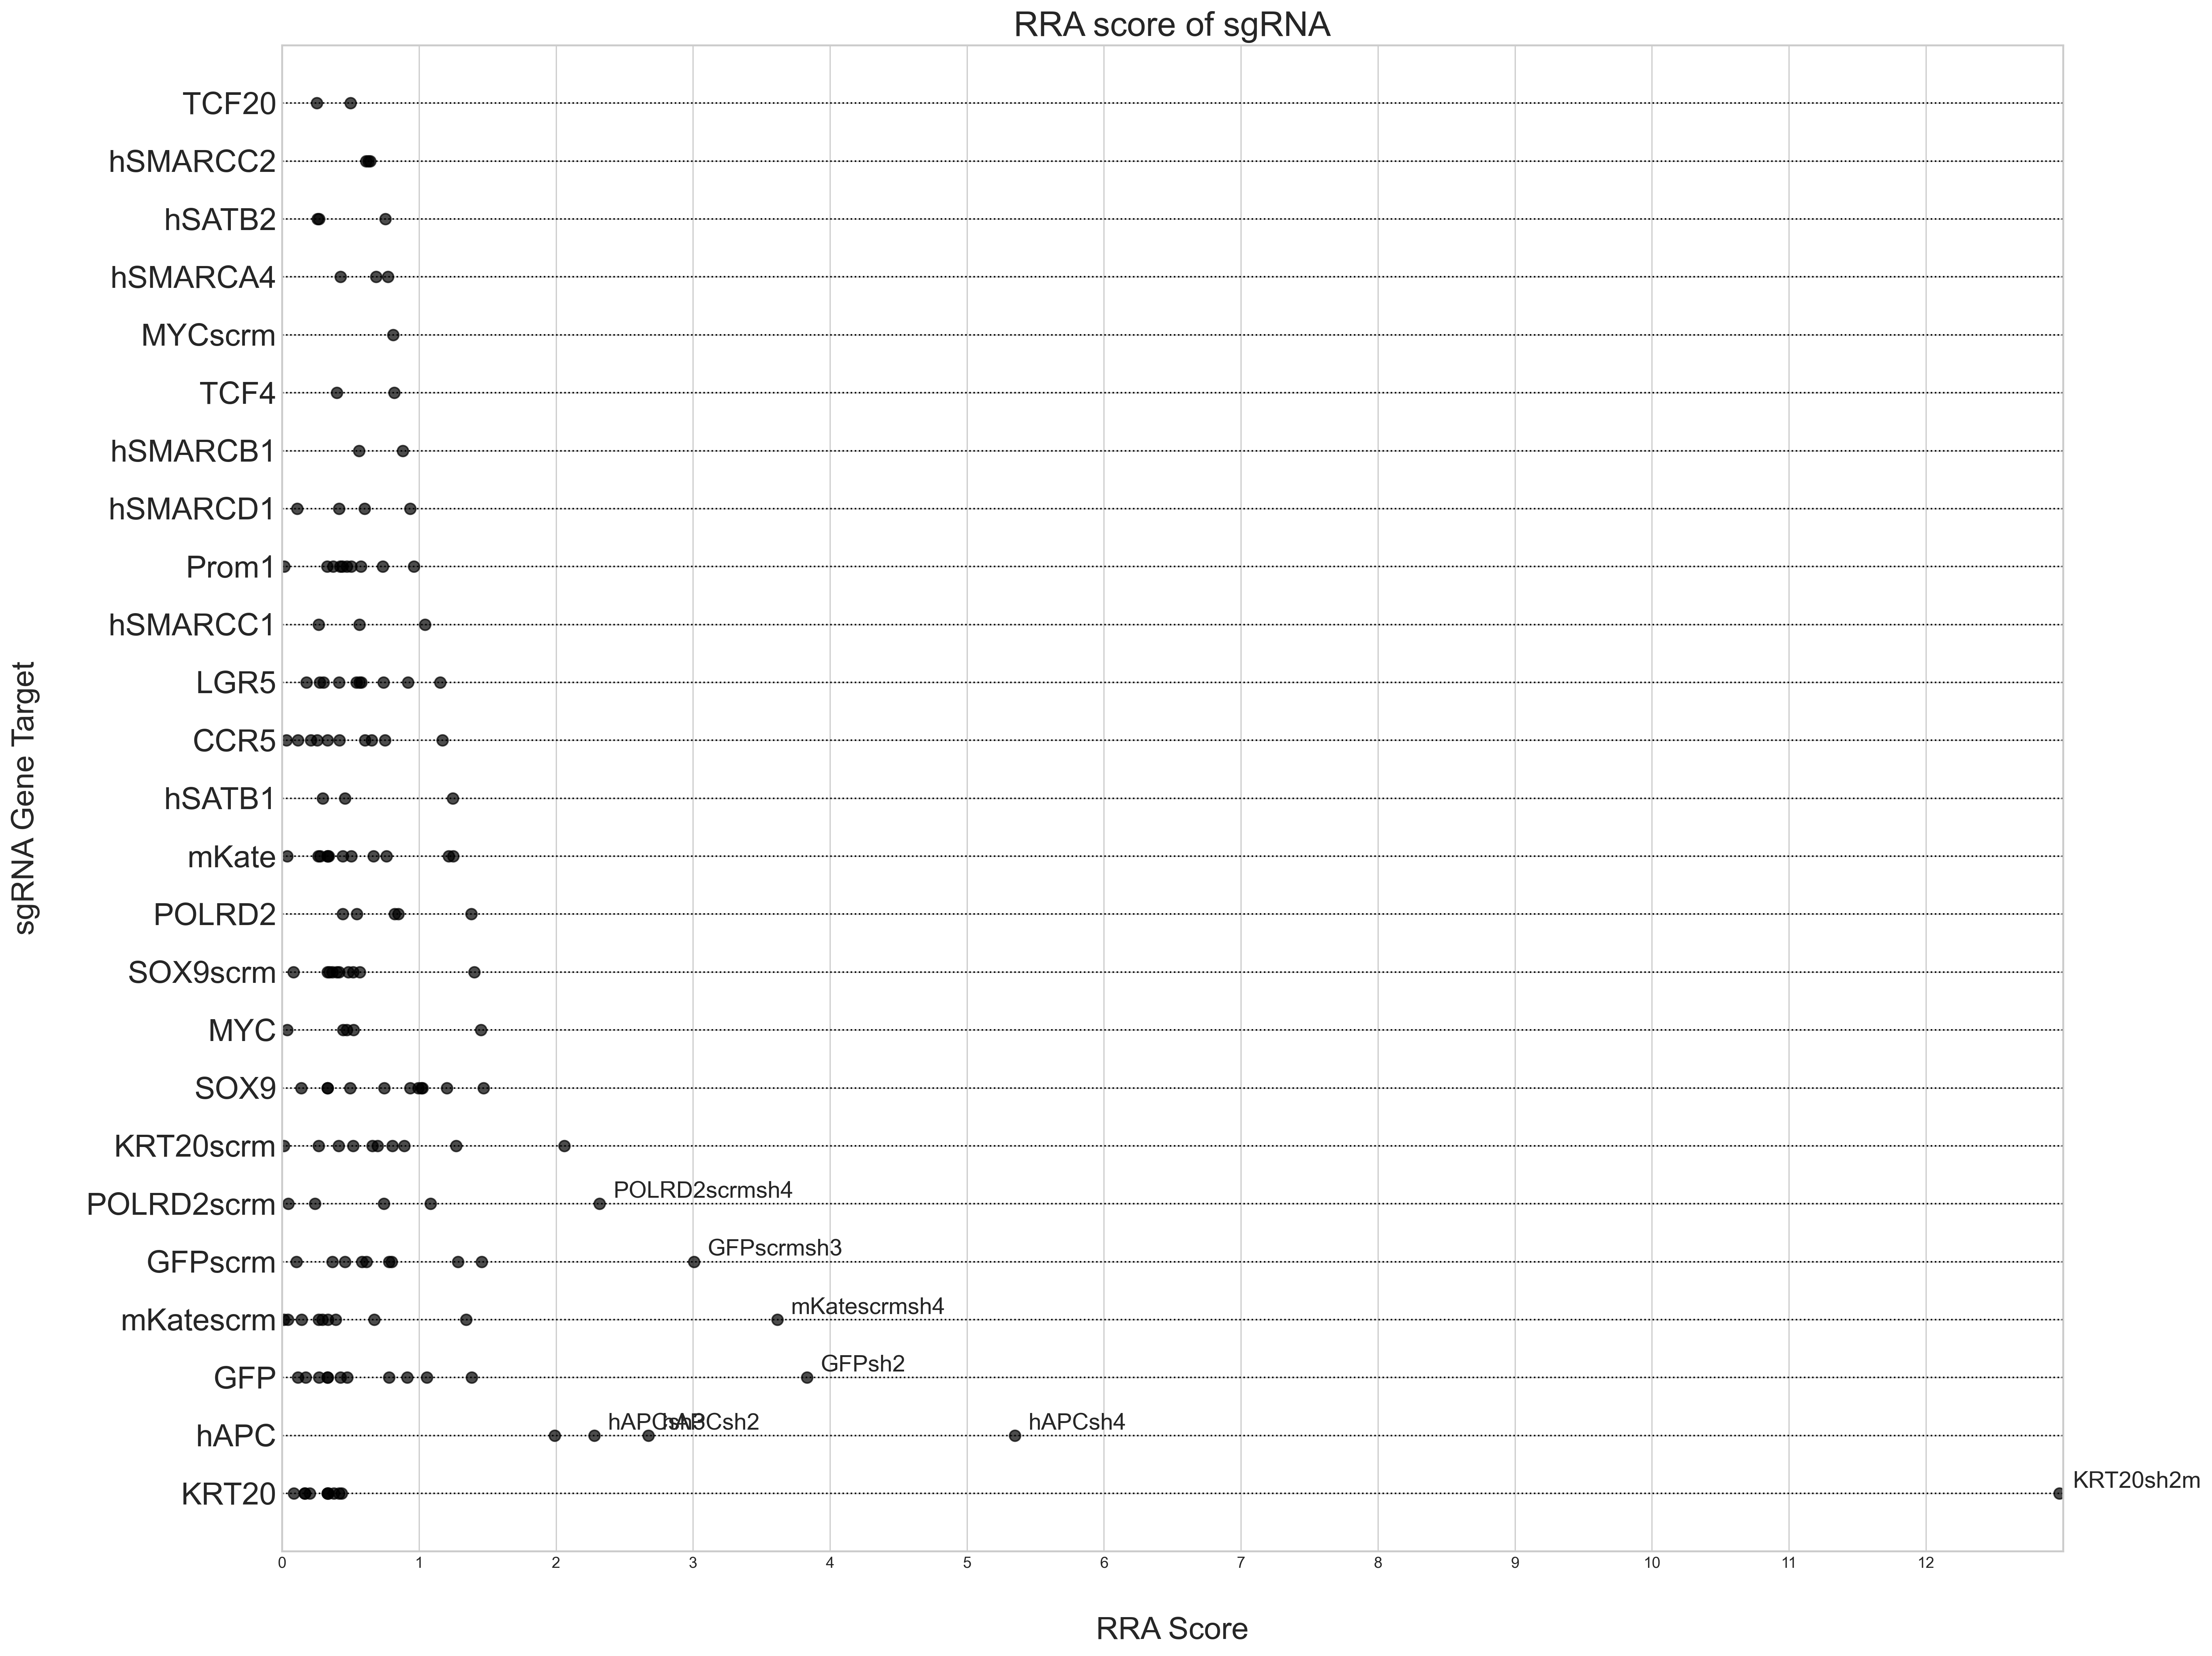 RRA score of sgRNA
TCF20
hSMARCC2
hSATB2
hSMARCA4
MYCscrm
TCF4
hSMARCB1
hSMARCD1
Prom1
hSMARCC1
LGR5
CCR5
hSATB1
mKate
POLRD2
SOX9scrm
MYC
SOX9
KRT20scrm
POLRD2scrm
POLRD2scrmsh4
GFPscrm
GFPscrmsh3
mKatescrm
mKatescrmsh4
GFP
GFPsh2
hAPC
hAPCsh3
hAPCsh2
hAPCsh4
KRT20
KRT20sh2m
0 1 2 3 4 5 6 7 8 9 10 11 12
RRA Score
sgRNA Gene Target